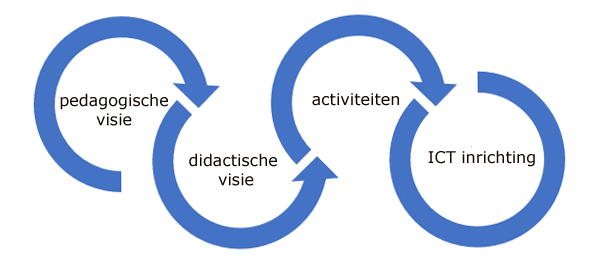 pedagogische
visie
didactische
visie
activiteiten
ICT inrichting